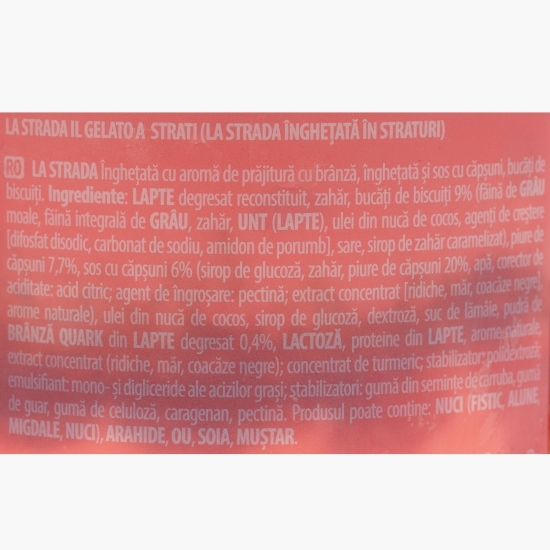 LA STRADA IL GELATO A STRATI (LA STRADA ÎNGHEȚATĂ ÎN STRATURI)
RO LA STRADA Înghețată cu aromă de prăjitură cu brânză, înghețată și sos cu căpșuni, bucăți de
biscuiți. Ingrediente: LAPTE degresat reconstituit, zahăr, bucăți de biscuiți 9% (făină de GRÂU
moale, făină integrală de GRÂU, zahăr, UNT (LAPTE), ulei din nucă de cocos, agenți de creștere
[difosfat disodic, carbonat de sodiu, amidon de porumb], sare, sirop de zahăr caramelizat), piure de
căpșuni 7,7%, sos cu căpșuni 6% (sirop de glucoză, zahăr, piure de căpșuni 20%, apă, corector de
aciditate: acid citric; agent de îngroșare: pectină; extract concentrat [ridiche, măr, coacăze negre],
arome naturale), ulei din nucă de cocos, sirop de glucoză, dextroză, suc de lămâie, pudră de
BRÂNZĂ QUARK din LAPTE degresat 0,4%, LACTOZĂ, proteine din LAPTE, arome naturale,
extract concentrat (ridiche, măr, coacăze negre); concentrat de turmeric; stabilizator: polidextroză;
emulsifiant: mono- și digliceride ale acizilor grași; stabilizatori: gumă din semințe de carruba, gumă
de guar, gumă de celuloză, caragenan, pectină. Produsul poate conține: NUCI (FISTIC, ALUNE,
MIGDALE, NUCI), ARAHIDE, OU, SOIA, MUȘTAR.